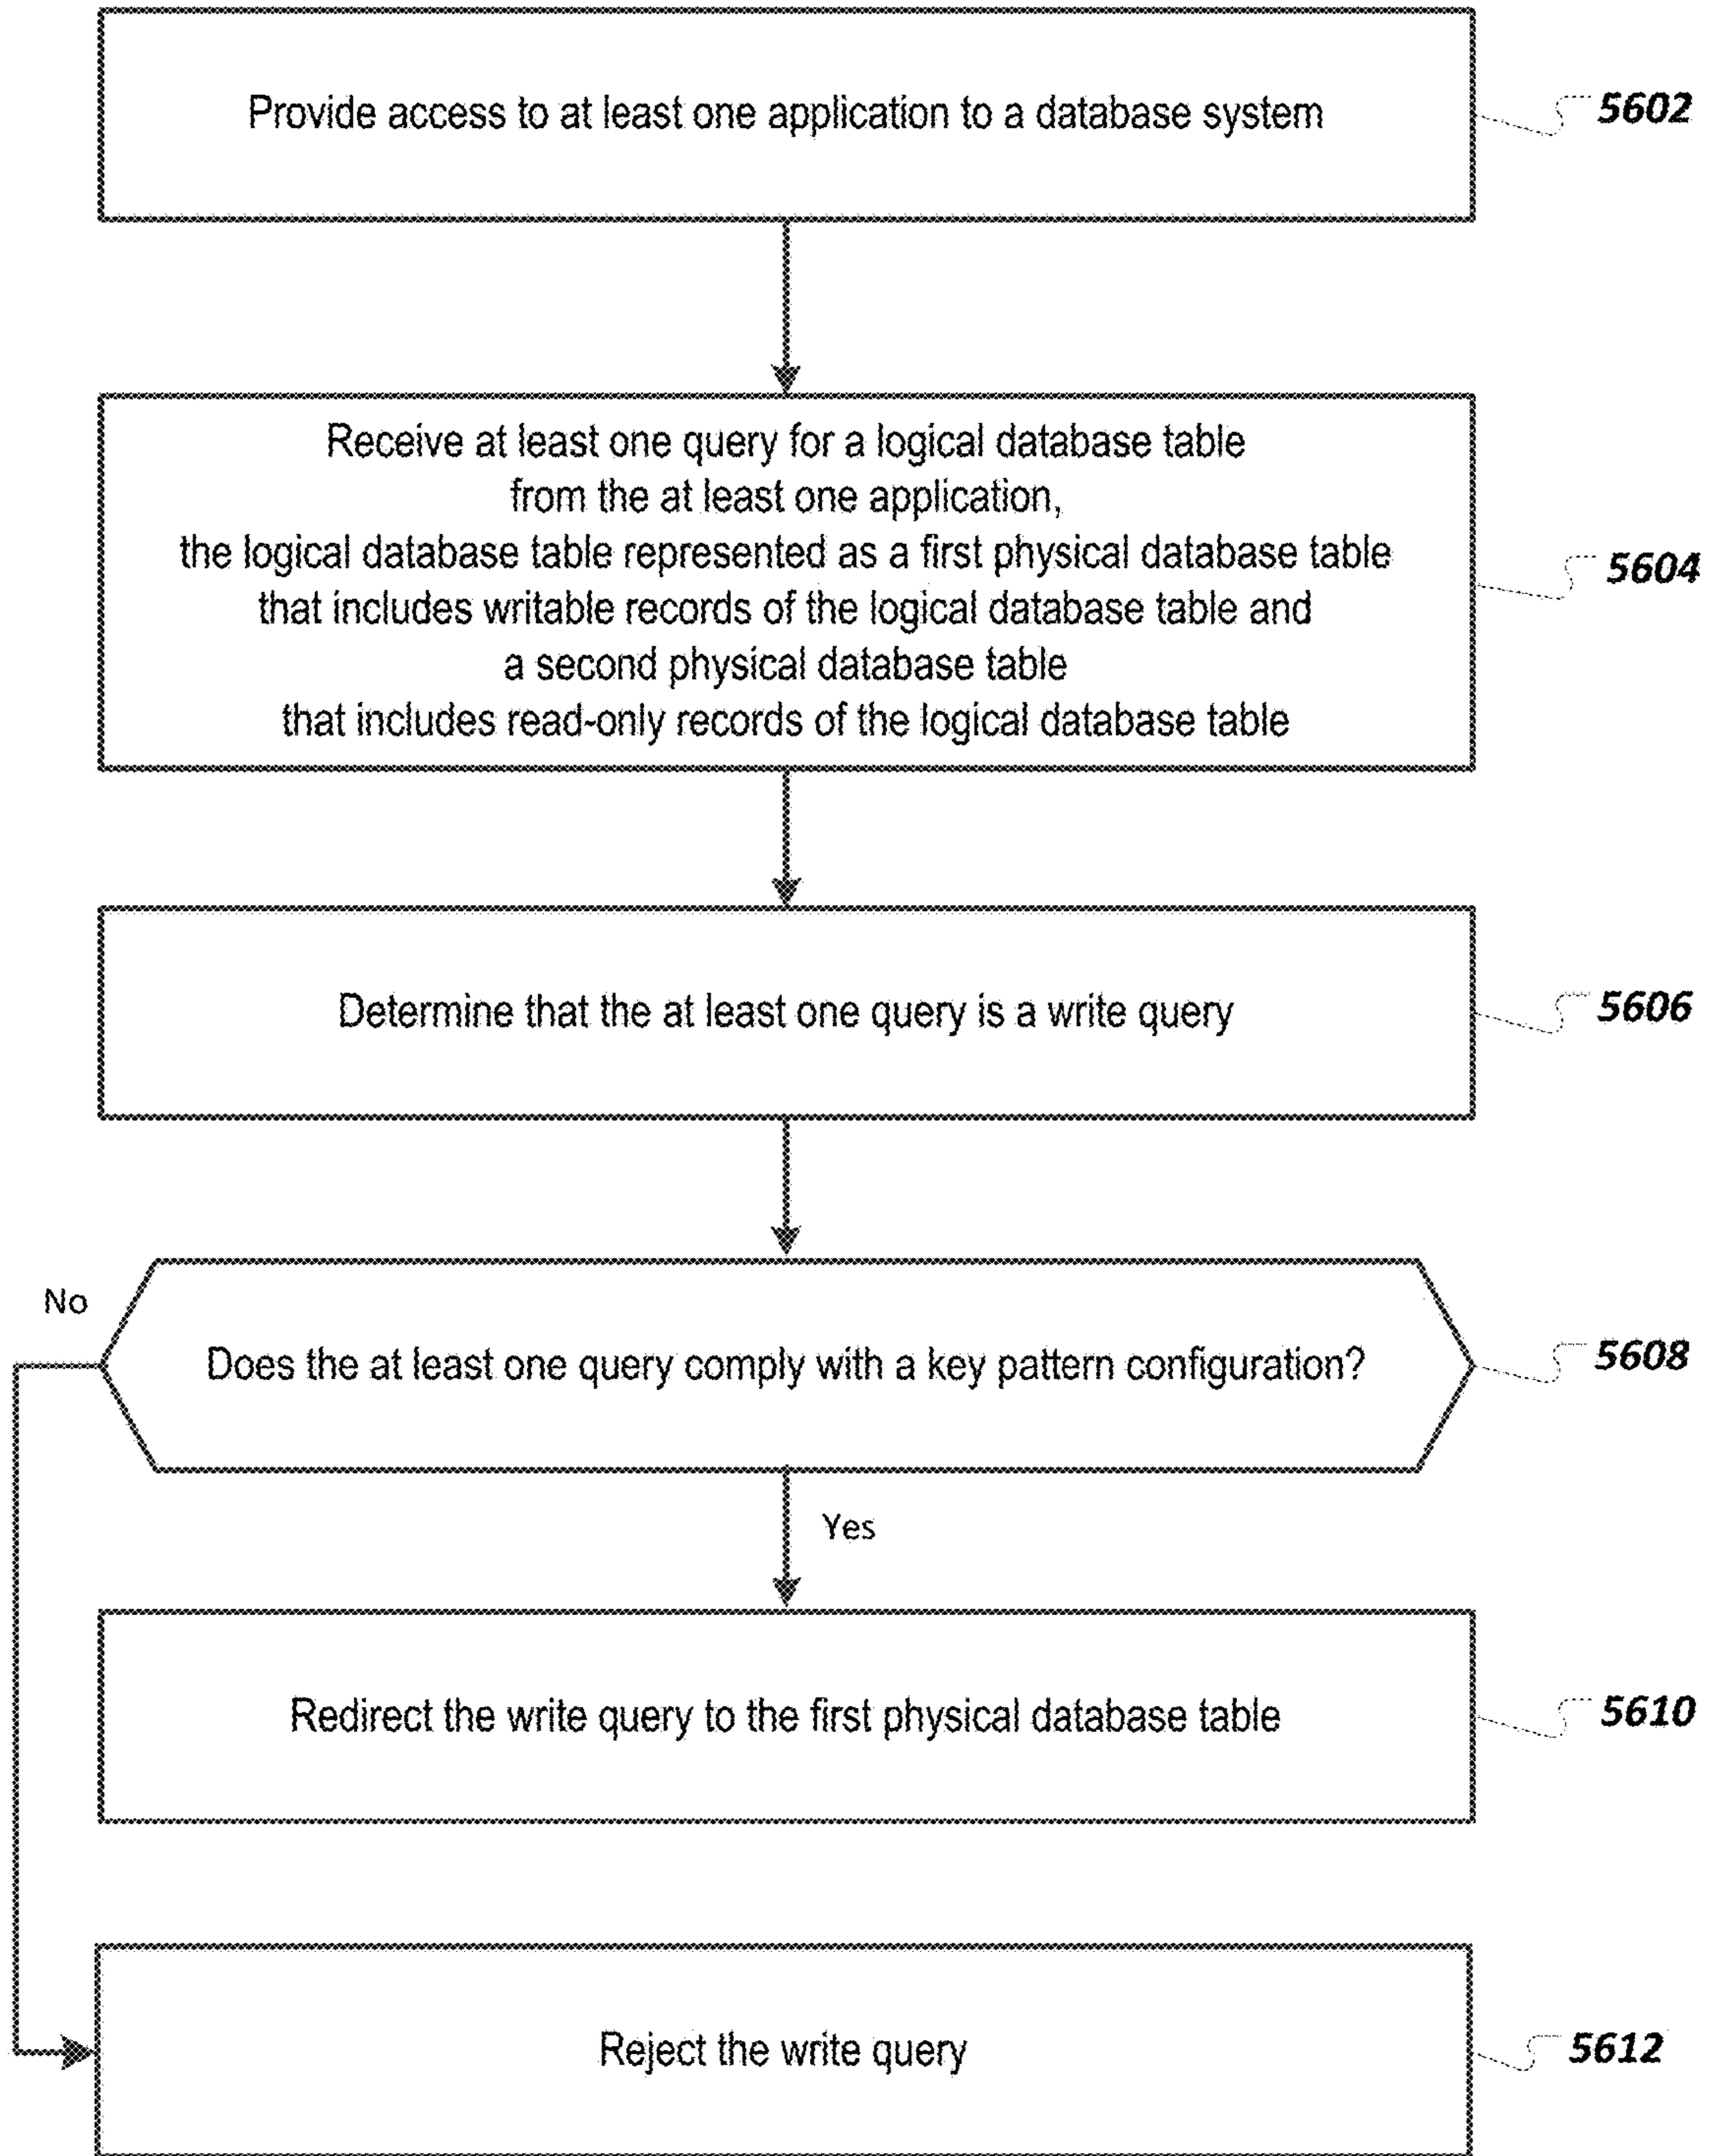 Provide access to at least one application to a database system
5602
Receive at least one query for a logical database table
from the at least one application,
the logical database table represented as a first physical database table
that includes writable records of the logical database table and
a second physical database table
that includes read-only records of the logical database table
5604
Determine that the at least one query is a write query
5606
No
Does the at least one query comply with a key pattern configuration?
5608
Yes
Redirect the write query to the first physical database table
5610
Reject the write query
5612